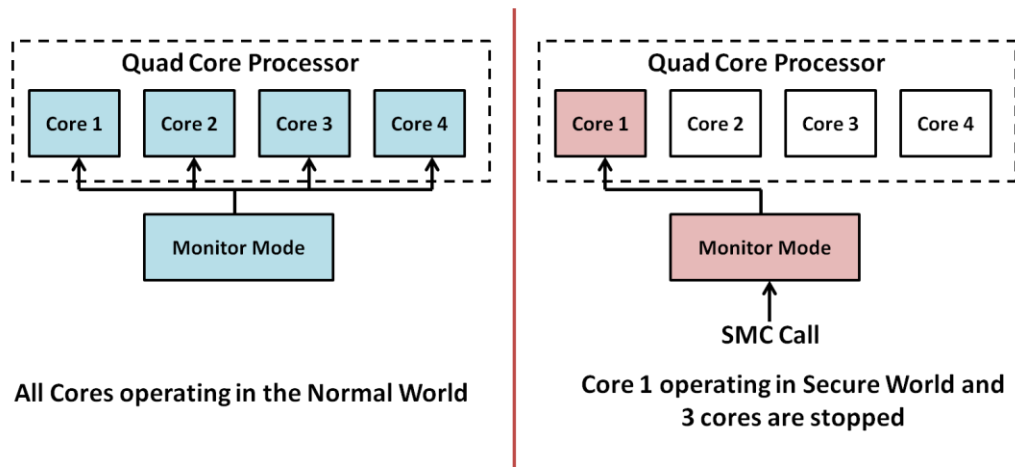 Quad Core Processor
Core 1
Core 2
Core 3
Core 4
Monitor Mode
All Cores operating in the Normal World
Quad Core Processor
Core 1
Core 2
Core 3
Core 4
Monitor Mode
SMC Call
Core 1 operating in Secure World and
3 cores are stopped